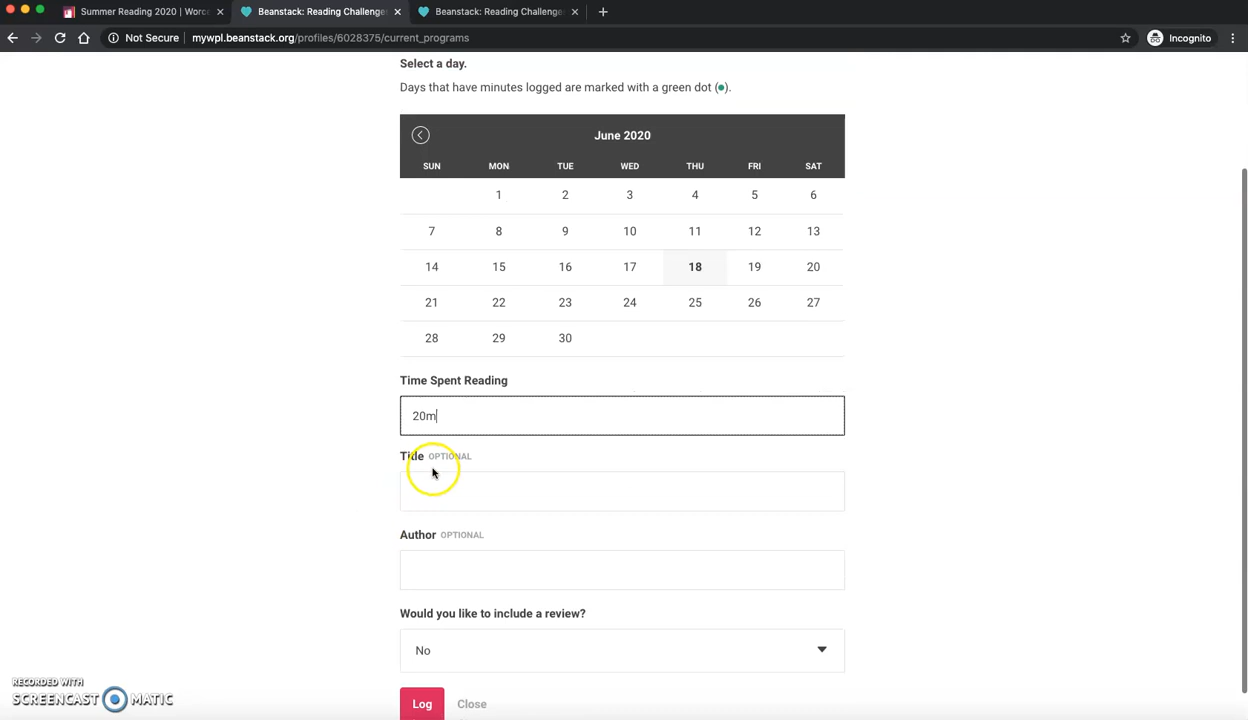 Summer Reading 2020 | Worc
Beanstack: Reading Challenge
Beanstack: Reading Challenge
Not Secure
mywpl.beanstack.org/profiles/6028375/current_programs
Incognito
Select a day.
Days that have minutes logged are marked with a green dot (●).
June 2020
SUN MON TUE WED THU FRI SAT
1 2 3 4 5 6
7 8 9 10 11 12 13
14 15 16 17 18 19 20
21 22 23 24 25 26 27
28 29 30
Time Spent Reading
20m
Title OPTIONAL
Author OPTIONAL
Would you like to include a review?
No
Log Close
RECORDED WITH
SCREENCAST MATIC